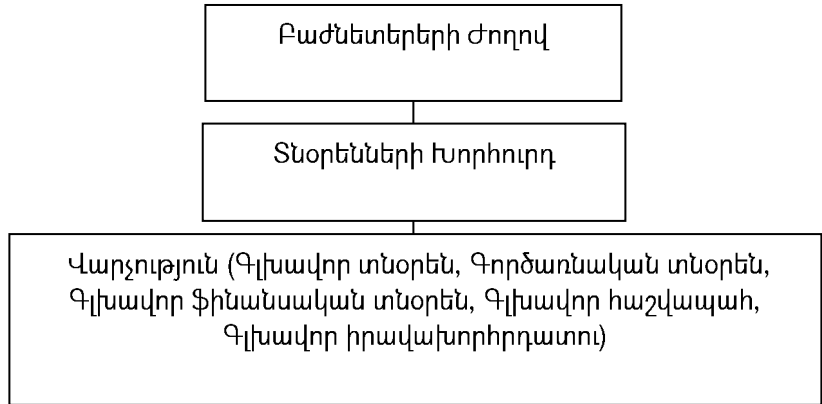 Բաժնետերերի Ժողով
Տնօրենների Խորհուրդ
Վարչություն (Գլխավոր տնօրեն, Գործառնական տնօրեն,
Գլխավոր ֆինանսական տնօրեն, Գլխավոր հաշվապահ,
Գլխավոր իրավախորհրդատու)